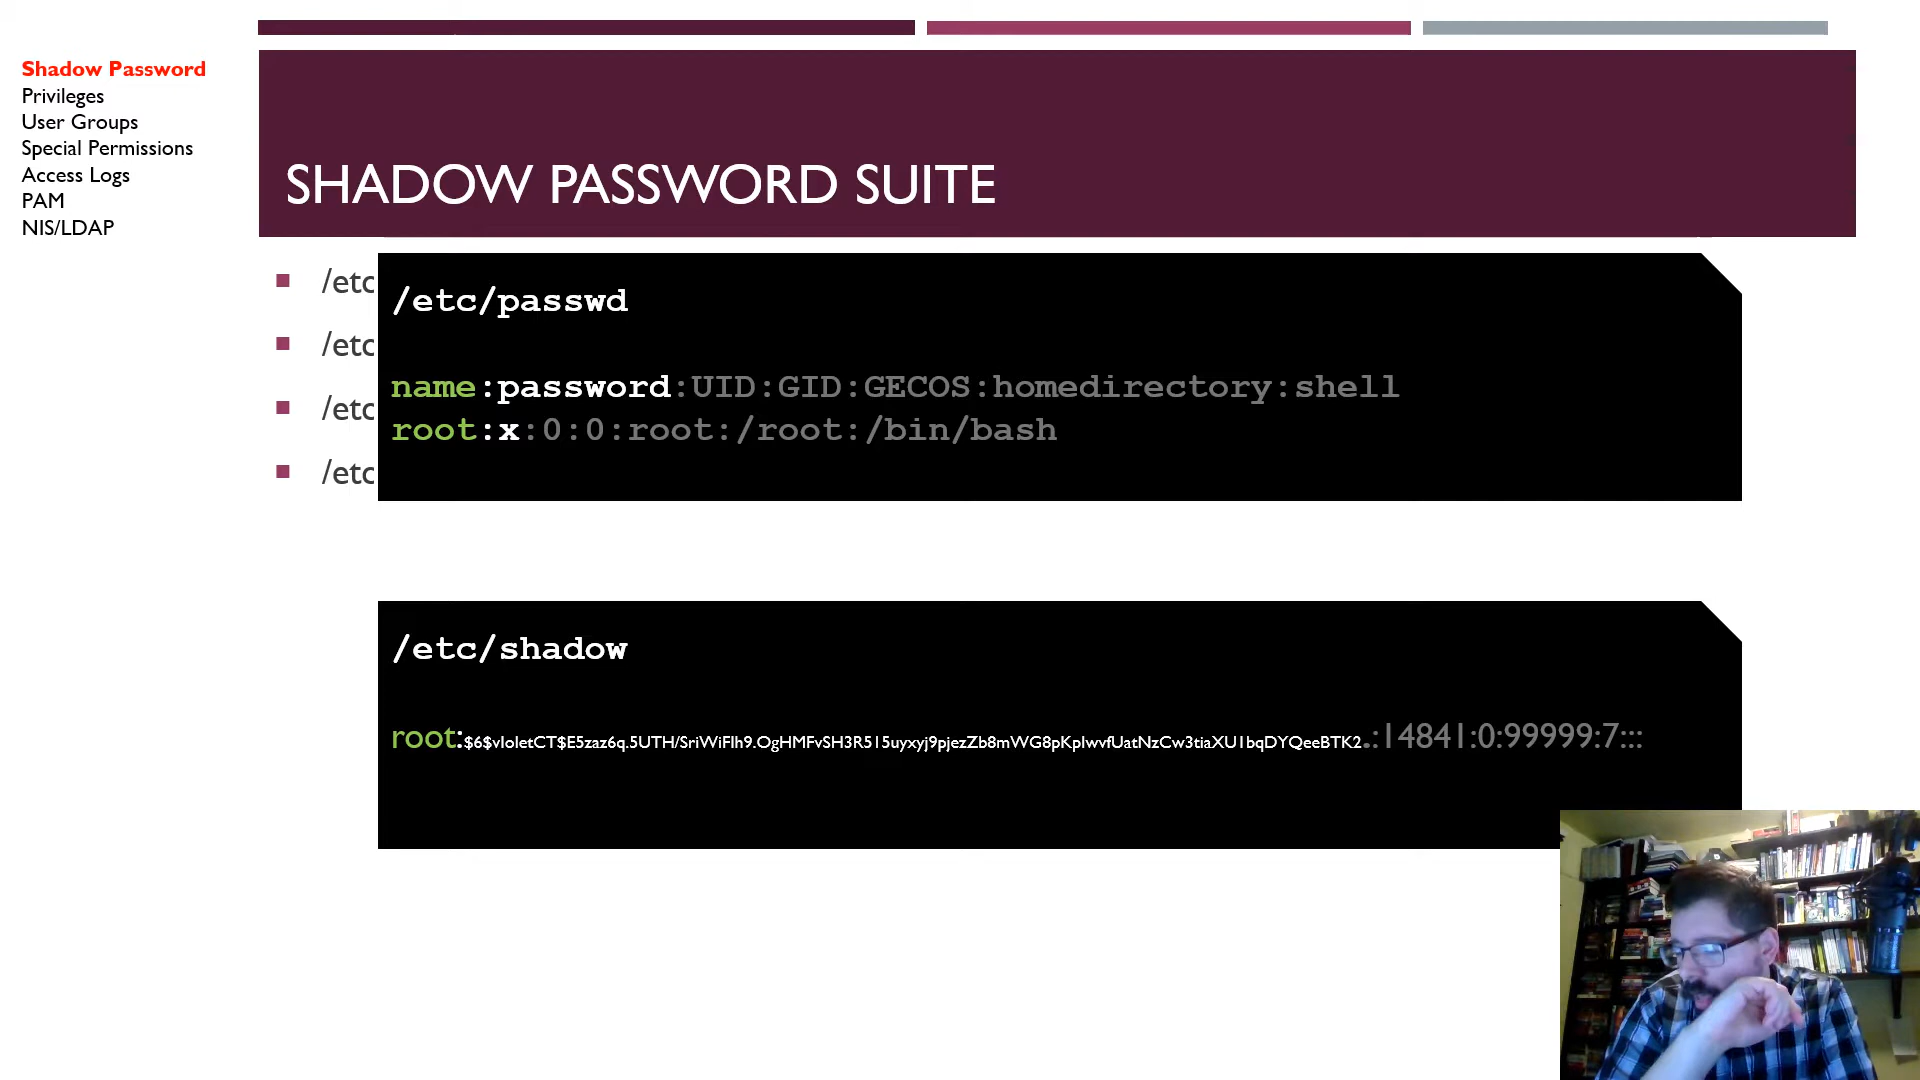 Shadow Password
Privileges
User Groups
Special Permissions
Access Logs
PAM
NIS/LDAP
SHADOW PASSWORD SUITE
/etc
/etc
/etc
/etc
/etc/passwd
name:password:UID:GID:GECOS:homedirectory:shell
root:x:0:0:root:/root:/bin/bash
/etc/shadow
root:$6$vIoletCT$E5zaz6q.5UTH/SriWiFlh9.OgHMFvSH3R515uyxyj9pjezZb8mWG8pKpIwvfUatNzCw3tiaXU1bqDYQeeBTK2.:14841:0:99999:7:::